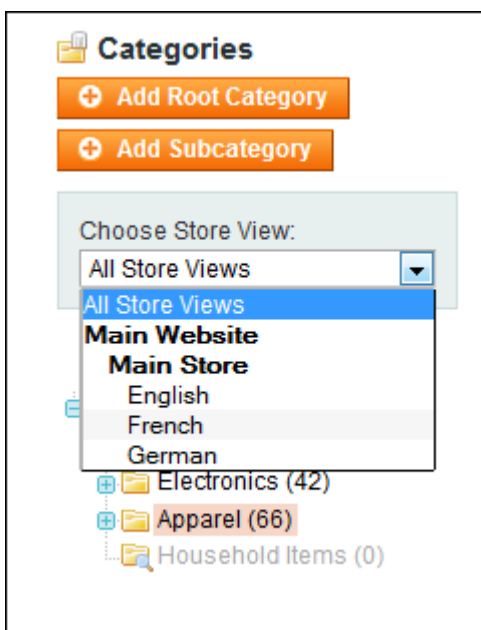 Categories
Add Root Category
Add Subcategory
Choose Store View:
All Store Views
All Store Views
Main Website
Main Store
English
French
German
Electronics (42)
Apparel (66)
Household Items (0)